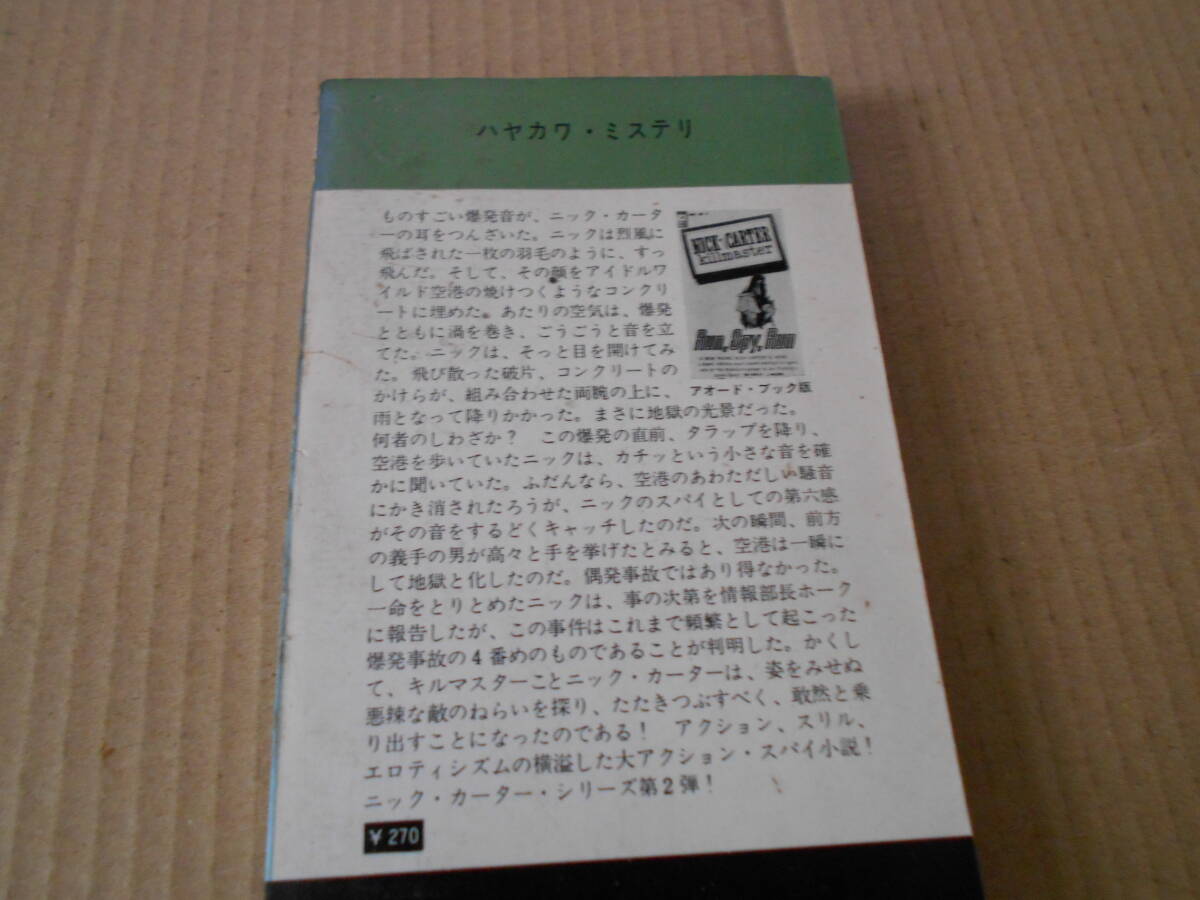 ハヤカワ・ミステリ
ものすごい爆発音が、ニック・カータ
ーの耳をつんざいた。ニックは烈風に
飛ばされた一枚の羽毛のように、すっ
飛んだ。そして、その顔をアイドルワ
イルド空港の焼けつくようなコンクリ
ートに埋めた。あたりの空気は、爆発
とともに渦を巻き、ごうごうと音を立
てた。ニックは、そっと目を開けてみ
た。飛び散った破片、コンクリートの
かけらが、組み合わせた両腕の上に、
雨となって降りかかった。まさに地獄の光景だった。
何者のしわざか？　この爆発の直前、タラップを降り、
空港を歩いていたニックは、カチッという小さな音を確
かに聞いていた。ふだんなら、空港のあわただしい騒音
にかき消されたろうが、ニックのスパイとしての第六感
がその音をするどくキャッチしたのだ。次の瞬間、前方
の義手の男が高々と手を挙げたとみると、空港は一瞬に
して地獄と化したのだ。偶発事故ではあり得なかった。
一命をとりとめたニックは、事の次第を情報部長ホーク
に報告したが、この事件はこれまで頻繁として起こった
爆発事故の4番めのものであることが判明した。かくし
て、キルマスターことニック・カーターは、姿をみせぬ
悪辣な敵のねらいを探り、たたきつぶすべく、敢然と乗
り出すことになったのである！　アクション、スリル、
エロティシズムの横溢した大アクション・スパイ小説！
ニック・カーター・シリーズ第2弾！
NICK CARTER
killmaster
Run, Spy, Run
アオード・ブック版
¥270